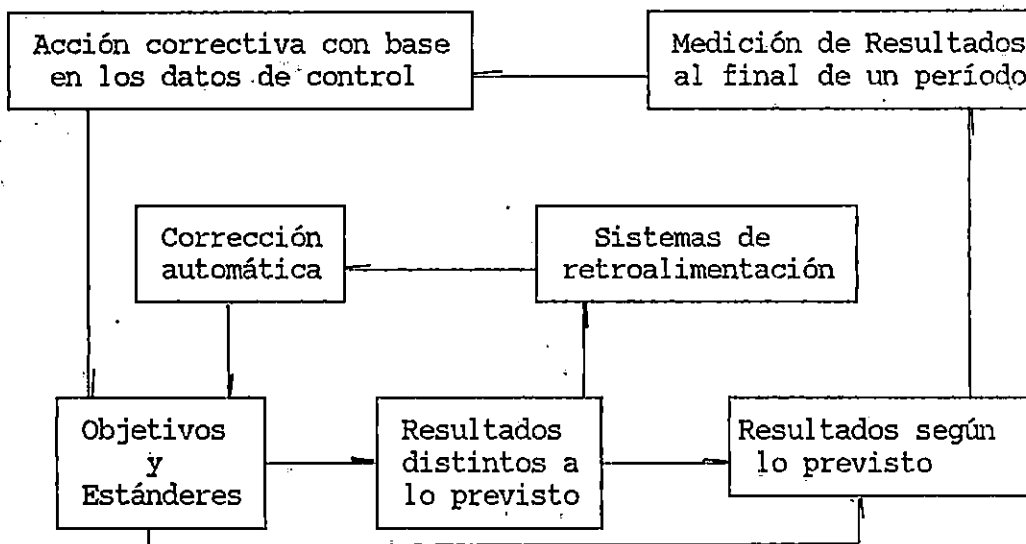 Acción correctiva con base
en los datos de control
Medición de Resultados
al final de un período
Corrección
automática
Sistemas de
retroalimentación
Objetivos
y
Estánderes
Resultados
distintos a
lo previsto
Resultados según
lo previsto